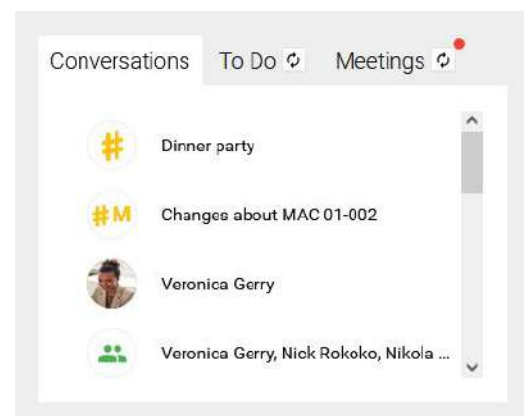 Conversations To Do Meetings
# Dinner party
#M Changes about MAC 01-002
Veronica Gerry
Veronica Gerry, Nick Rokoko, Nikola ...